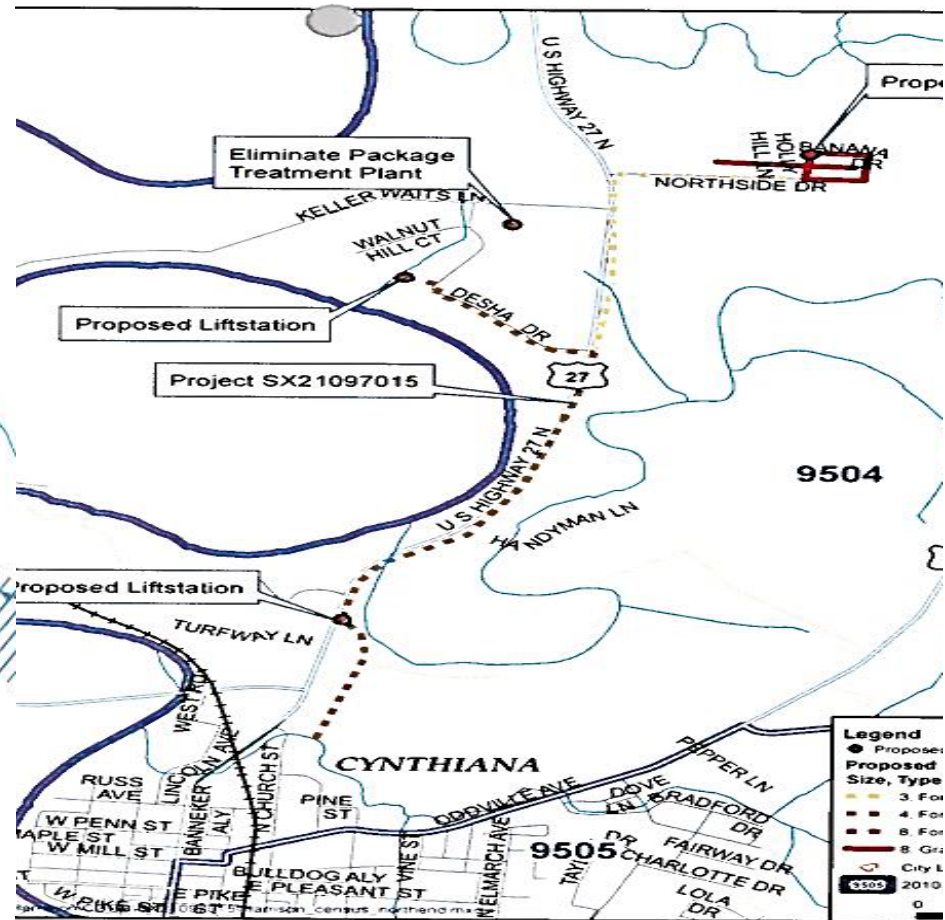 U S HIGHWAY 27 N
Prope
HOLLY
HILL LN
BANANA
DR
NORTHSIDE DR
Eliminate Package
Treatment Plant
KELLER WAITS LN
WALNUT
HILL CT
Proposed Liftstation
DESHA DR
Project SX21097015
27
U S HIGHWAY 27 N
9504
HANDYMAN LN
Proposed Liftstation
TURFWAY LN
WEST RD
LINCOLN AVE
BANNEKER
ALY
N CHURCH ST
CYNTHIANA
RUSS
AVE
PINE
ST
W PENN ST
MAPLE ST
W MILL ST
ODDVILLE AVE
VINE ST
N ELMARCH AVE
9505
DOVE
LN
PEPPER LN
BRADFORD
DR
FAIRWAY DR
CHARLOTTE DR
LOLA
DR
BULLDOG ALY
E PLEASANT ST
W PIKE ST
E PIKE
ST
Legend
Proposed
Proposed
Size, Type
3. For
4. For
8. For
8. Gra
City L
9505 2010
0